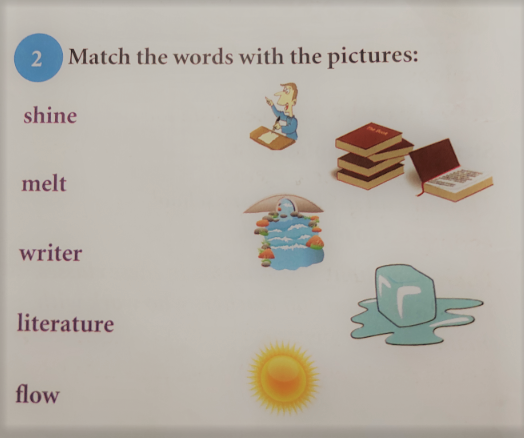 2 Match the words with the pictures:
shine
melt
writer
literature
flow